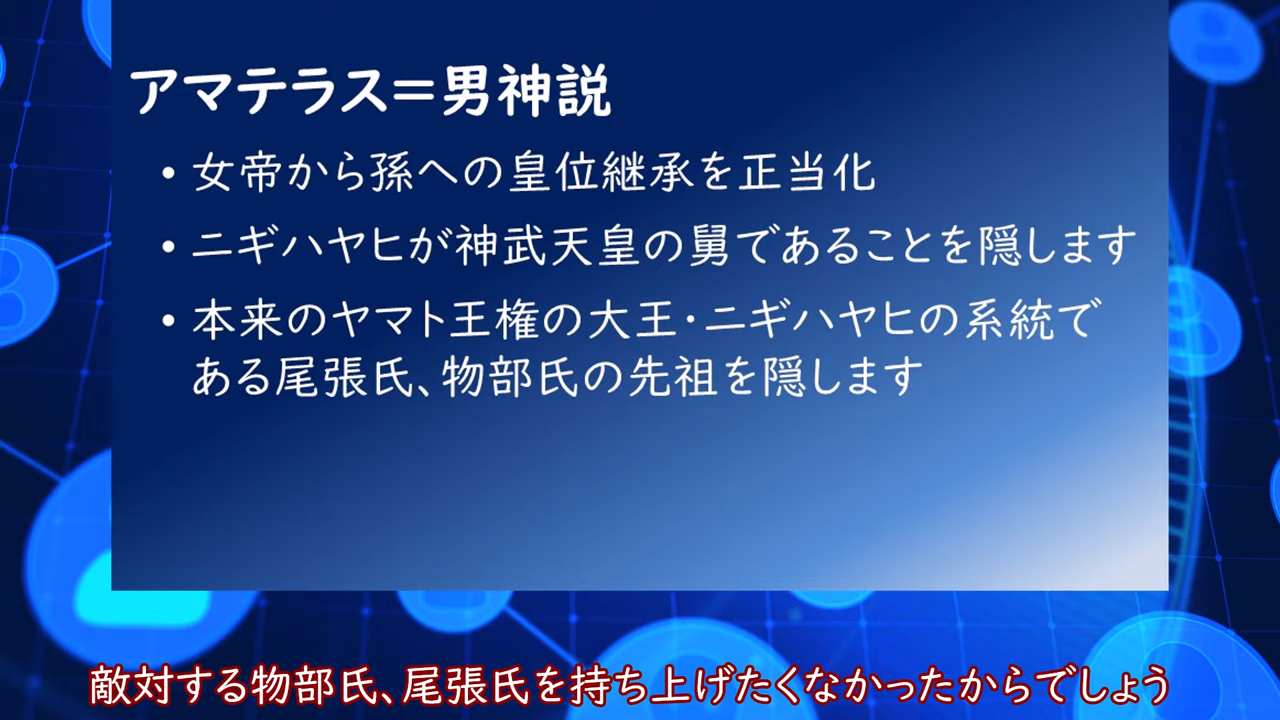 アマテラス＝男神説
• 女帝から孫への皇位継承を正当化
• ニギハヤヒが神武天皇の舅であることを隠します
• 本来のヤマト王権の大王・ニギハヤヒの系統で
ある尾張氏、物部氏の先祖を隠します
敵対する物部氏、尾張氏を持ち上げたくなかったからでしょう